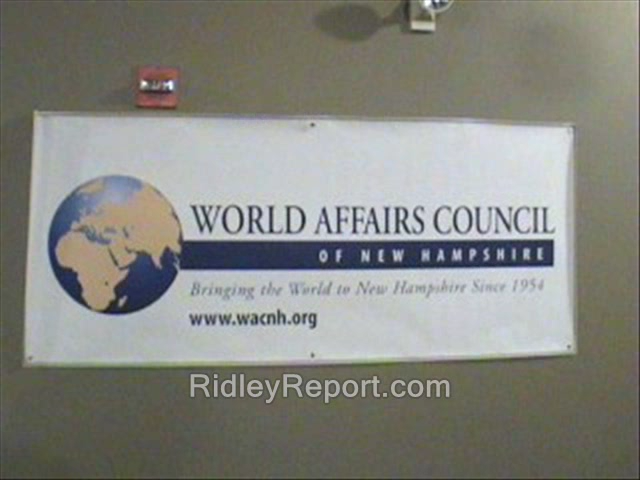 WORLD AFFAIRS COUNCIL
OF NEW HAMPSHIRE
Bringing the World to New Hampshire Since 1954
www.wacnh.org
RidleyReport.com